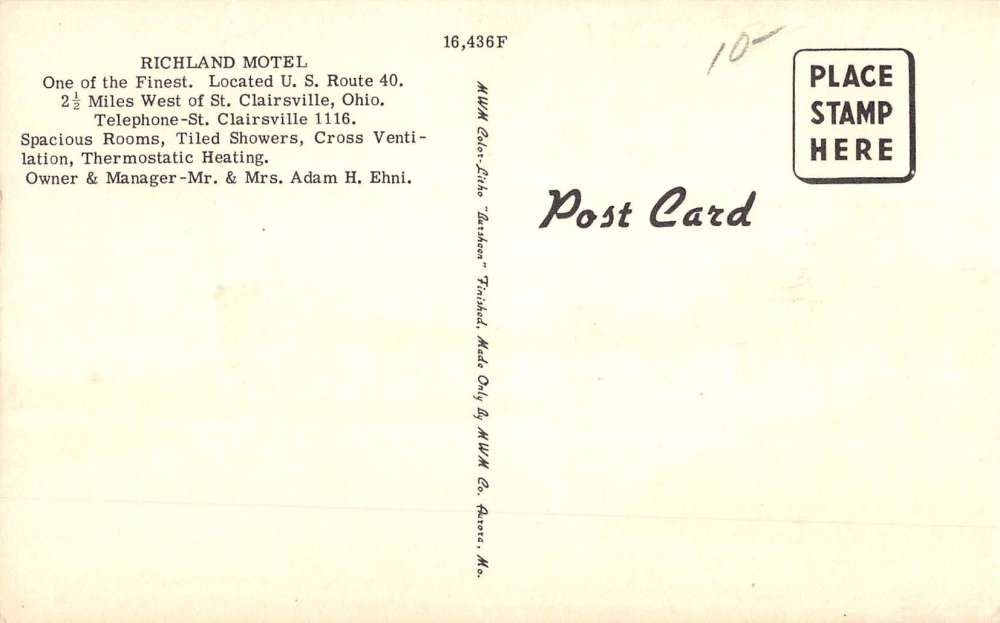 16,436F
10-
RICHLAND MOTEL
One of the Finest. Located U. S. Route 40.
2½ Miles West of St. Clairsville, Ohio.
Telephone-St. Clairsville 1116.
Spacious Rooms, Tiled Showers, Cross Venti-
lation, Thermostatic Heating.
Owner & Manager-Mr. & Mrs. Adam H. Ehni.
MWM Color-Litho "Aursheen" Finished, Made Only By MWM Co. Aurora, Mo.
PLACE
STAMP
HERE
Post Card